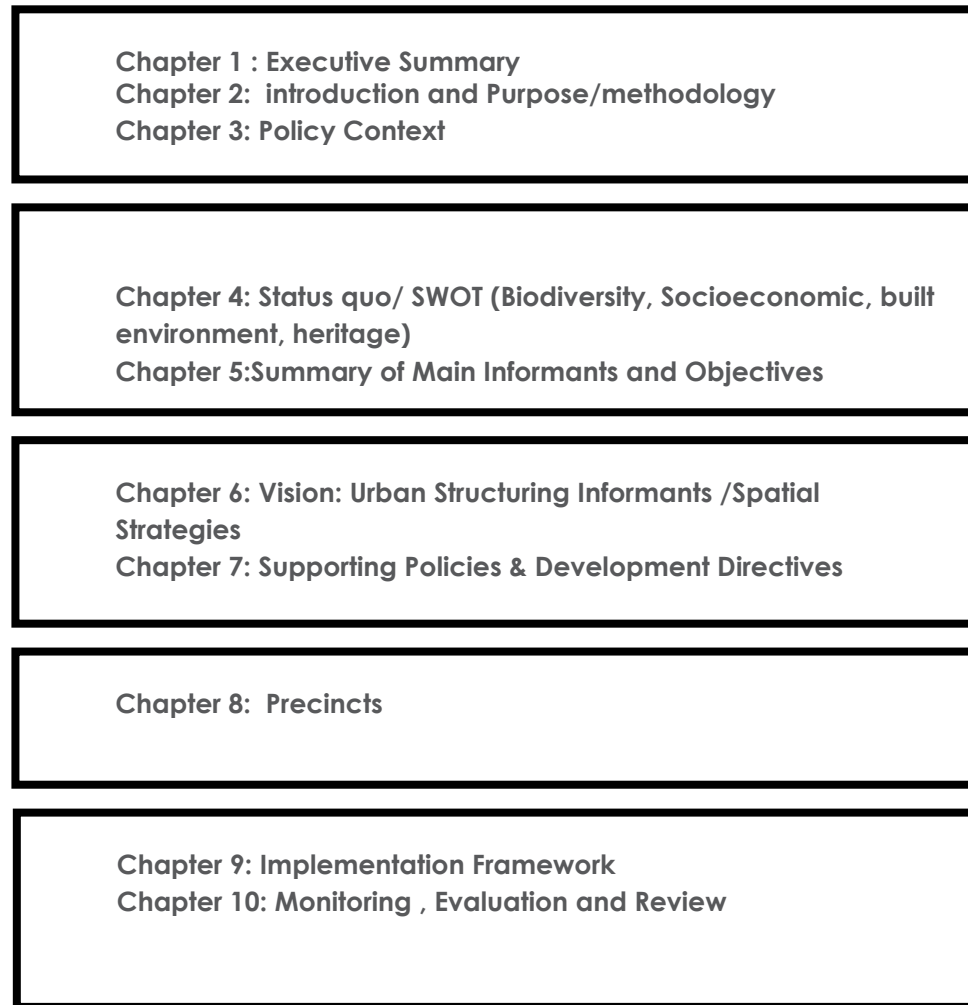 Chapter 1 : Executive Summary
Chapter 2:  introduction and Purpose/methodology
Chapter 3: Policy Context
Chapter 4: Status quo/ SWOT (Biodiversity, Socioeconomic, built
environment, heritage)
Chapter 5:Summary of Main Informants and Objectives
Chapter 6: Vision: Urban Structuring Informants /Spatial
Strategies
Chapter 7: Supporting Policies & Development Directives
Chapter 8:  Precincts
Chapter 9: Implementation Framework
Chapter 10: Monitoring , Evaluation and Review